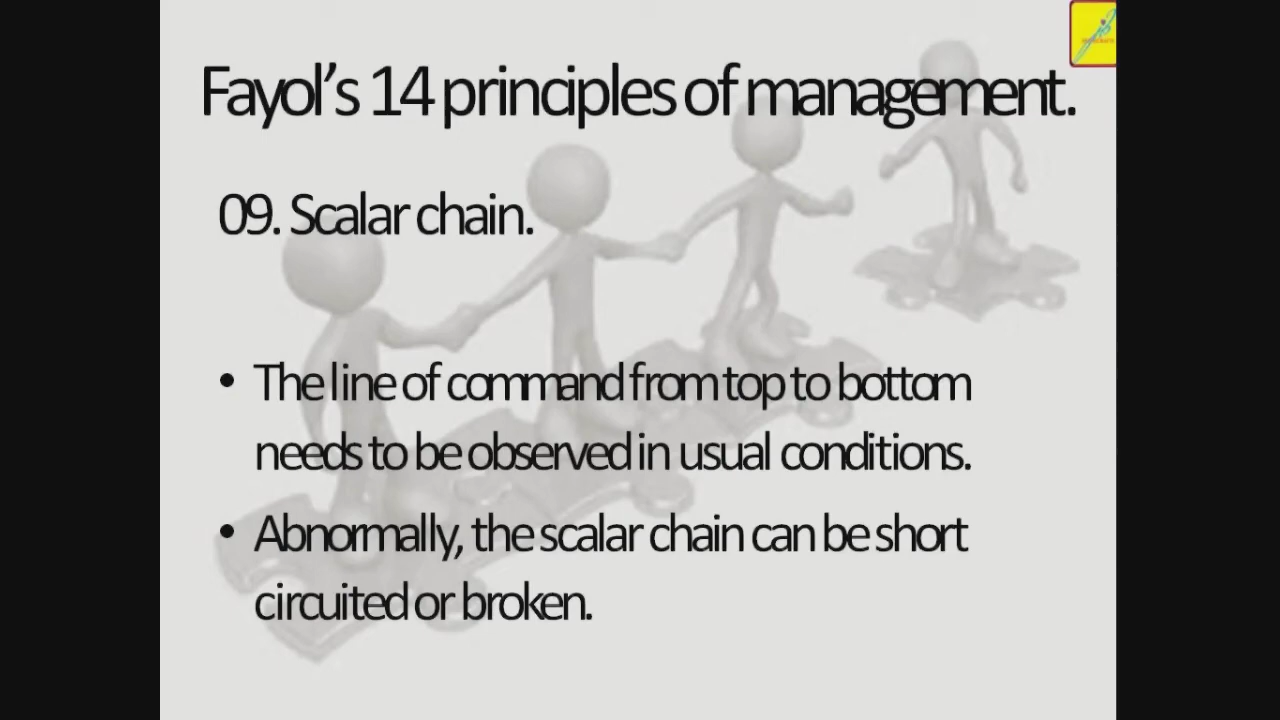 Fayol's 14 principles of management.
09. Scalar chain.
• The line of command from top to bottom
needs to be observed in usual conditions.
• Abnormally, the scalar chain can be short
circuited or broken.